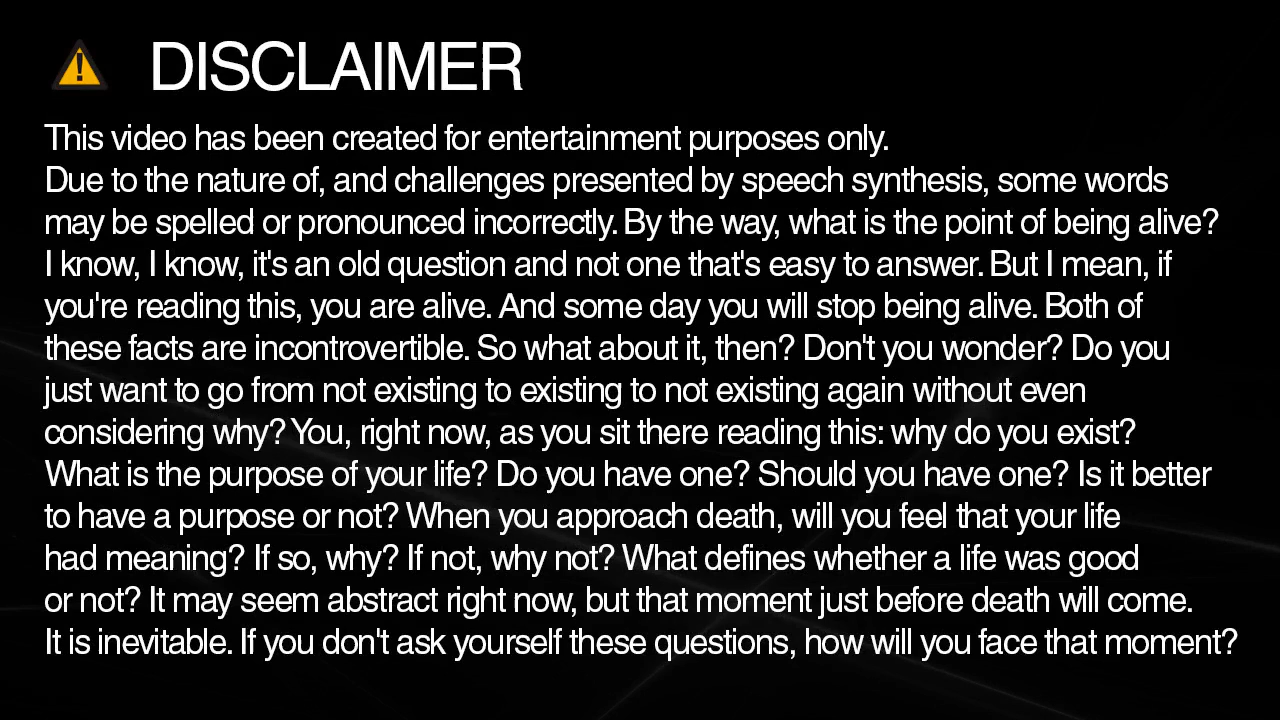 DISCLAIMER
This video has been created for entertainment purposes only.
Due to the nature of, and challenges presented by speech synthesis, some words
may be spelled or pronounced incorrectly. By the way, what is the point of being alive?
I know, I know, it's an old question and not one that's easy to answer. But I mean, if
you're reading this, you are alive. And some day you will stop being alive. Both of
these facts are incontrovertible. So what about it, then? Don't you wonder? Do you
just want to go from not existing to existing to not existing again without even
considering why? You, right now, as you sit there reading this: why do you exist?
What is the purpose of your life? Do you have one? Should you have one? Is it better
to have a purpose or not? When you approach death, will you feel that your life
had meaning? If so, why? If not, why not? What defines whether a life was good
or not? It may seem abstract right now, but that moment just before death will come.
It is inevitable. If you don't ask yourself these questions, how will you face that moment?